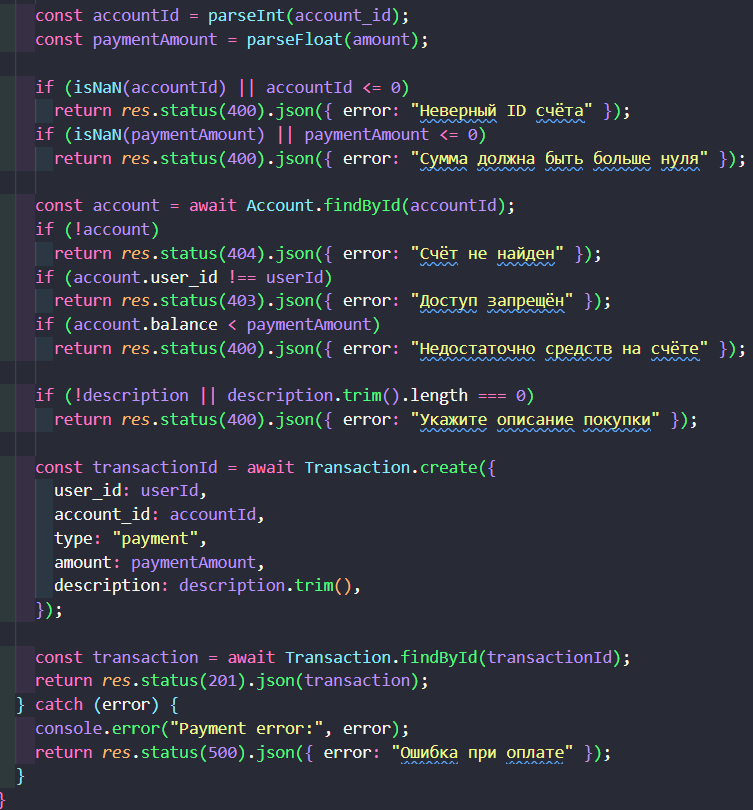 const accountId = parseInt(account_id);
const paymentAmount = parseFloat(amount);
if (isNaN(accountId) || accountId <= 0)
return res.status(400).json({ error: "Неверный ID счёта" });
if (isNaN(paymentAmount) || paymentAmount <= 0)
return res.status(400).json({ error: "Сумма должна быть больше нуля" });
const account = await Account.findById(accountId);
if (!account)
return res.status(404).json({ error: "Счёт не найден" });
if (account.user_id !== userId)
return res.status(403).json({ error: "Доступ запрещён" });
if (account.balance < paymentAmount)
return res.status(400).json({ error: "Недостаточно средств на счёте" });
if (!description || description.trim().length === 0)
return res.status(400).json({ error: "Укажите описание покупки" });
const transactionId = await Transaction.create({
user_id: userId,
account_id: accountId,
type: "payment",
amount: paymentAmount,
description: description.trim(),
});
const transaction = await Transaction.findById(transactionId);
return res.status(201).json(transaction);
} catch (error) {
console.error("Payment error:", error);
return res.status(500).json({ error: "Ошибка при оплате" });
}
}